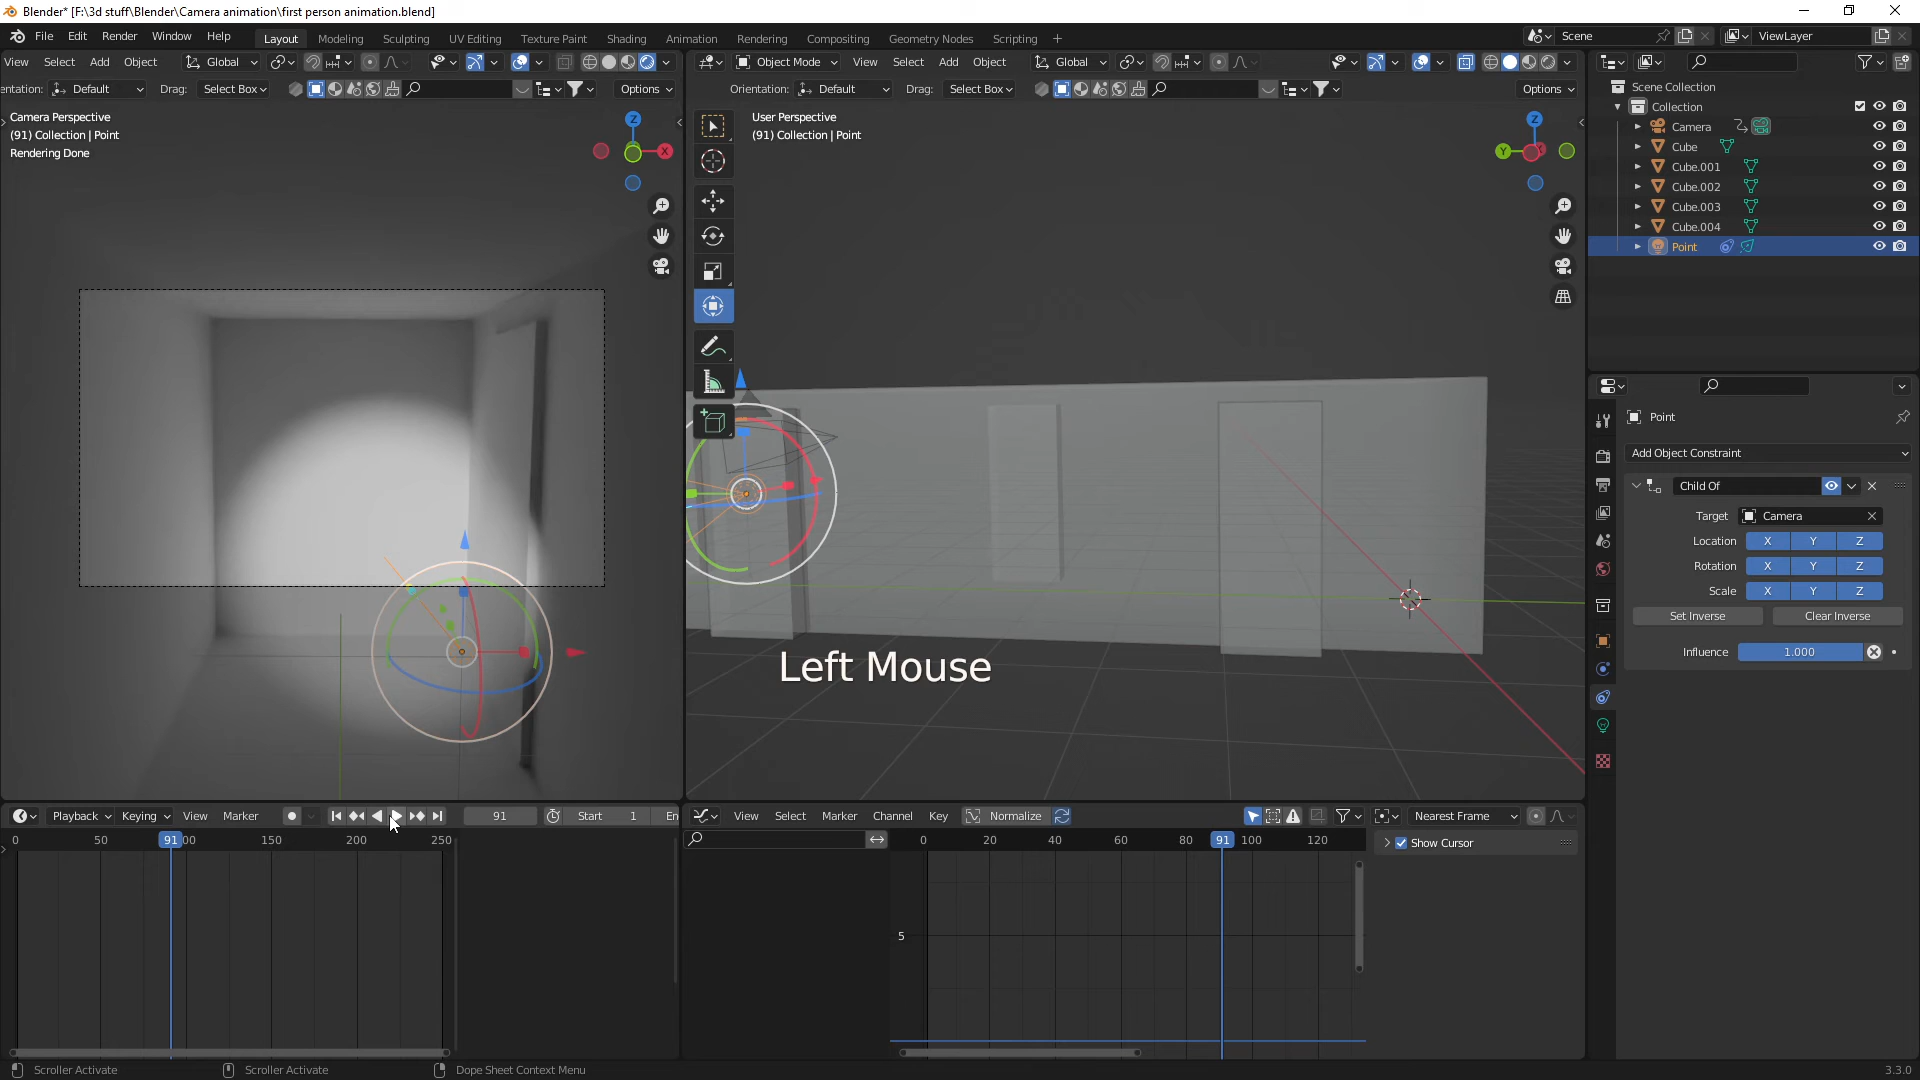 Blender* [F:\3d stuff\Blender\Camera animation\first person animation.blend]
File Edit Render Window Help Layout Modeling Sculpting UV Editing Texture Paint Shading Animation Rendering Compositing Geometry Nodes Scripting + Scene ViewLayer
View Select Add Object Global Object Mode View Select Add Object Global
entation: Default Drag: Select Box Options Orientation: Default Drag: Select Box Options
Camera Perspective
(91) Collection | Point
Rendering Done
Z
X
User Perspective
(91) Collection | Point
Z
Y
Left Mouse
Scene Collection
Collection
Camera
Cube
Cube.001
Cube.002
Cube.003
Cube.004
Point
Point
Add Object Constraint
Child Of
Target Camera
Location X Y Z
Rotation X Y Z
Scale X Y Z
Set Inverse Clear Inverse
Influence 1.000
Playback Keying View Marker 91 Start 1 En
0 50 91 00 150 200 250
View Select Marker Channel Key Normalize Nearest Frame
0 20 40 60 80 91 100 120
Show Cursor
5
Scroller Activate Scroller Activate Dope Sheet Context Menu 3.3.0